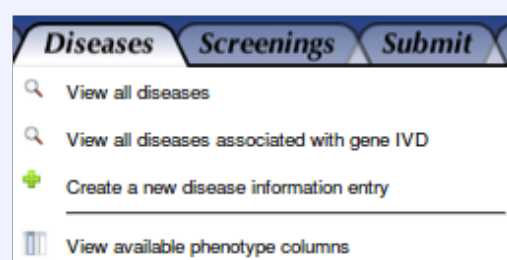 Diseases Screenings Submit
View all diseases
View all diseases associated with gene IVD
Create a new disease information entry
View available phenotype columns